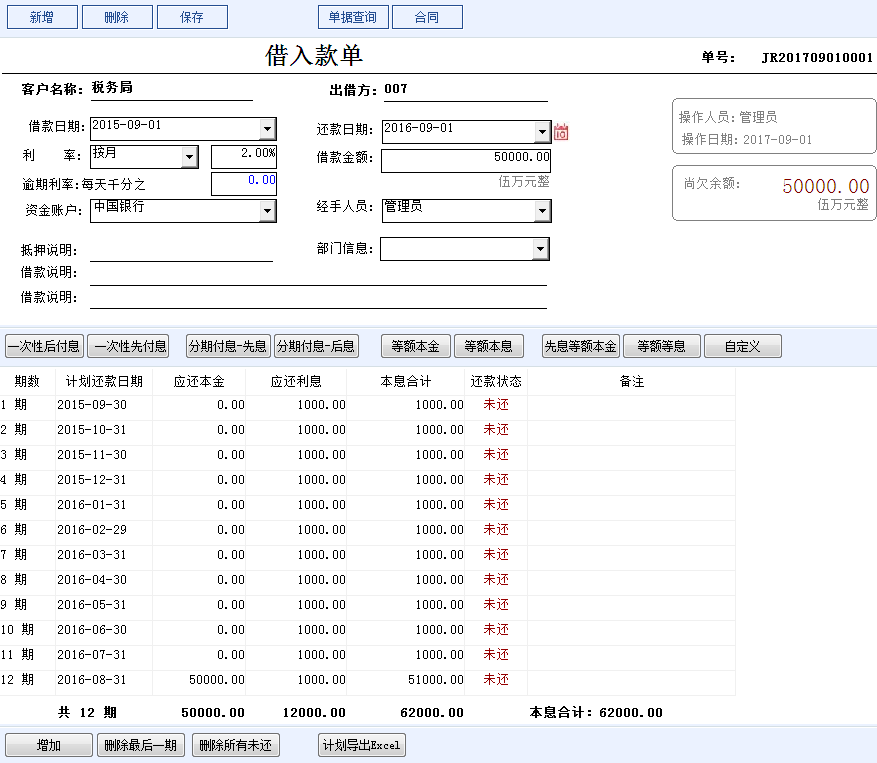 新增 删除 保存 单据查询 合同
借入款单 单号： JR201709010001
客户名称：税务局 出借方：007
借款日期：2015-09-01 还款日期：2016-09-01
操作人员：管理员
操作日期：2017-09-01
利 率：按月 2.00% 借款金额：50000.00
伍万元整
逾期利率：每天千分之 0.00
尚欠余额： 50000.00
伍万元整
资金账户：中国银行 经手人员：管理员
抵押说明： 部门信息：
借款说明：
借款说明：
一次性后付息 一次性先付息 分期付息-先息 分期付息-后息 等额本金 等额本息 先息等额本金 等额等息 自定义
期数 计划还款日期 应还本金 应还利息 本息合计 还款状态 备注
1 期 2015-09-30 0.00 1000.00 1000.00 未还
2 期 2015-10-31 0.00 1000.00 1000.00 未还
3 期 2015-11-30 0.00 1000.00 1000.00 未还
4 期 2015-12-31 0.00 1000.00 1000.00 未还
5 期 2016-01-31 0.00 1000.00 1000.00 未还
6 期 2016-02-29 0.00 1000.00 1000.00 未还
7 期 2016-03-31 0.00 1000.00 1000.00 未还
8 期 2016-04-30 0.00 1000.00 1000.00 未还
9 期 2016-05-31 0.00 1000.00 1000.00 未还
10 期 2016-06-30 0.00 1000.00 1000.00 未还
11 期 2016-07-31 0.00 1000.00 1000.00 未还
12 期 2016-08-31 50000.00 1000.00 51000.00 未还
共 12 期 50000.00 12000.00 62000.00 本息合计：62000.00
增加 删除最后一期 删除所有未还 计划导出Excel